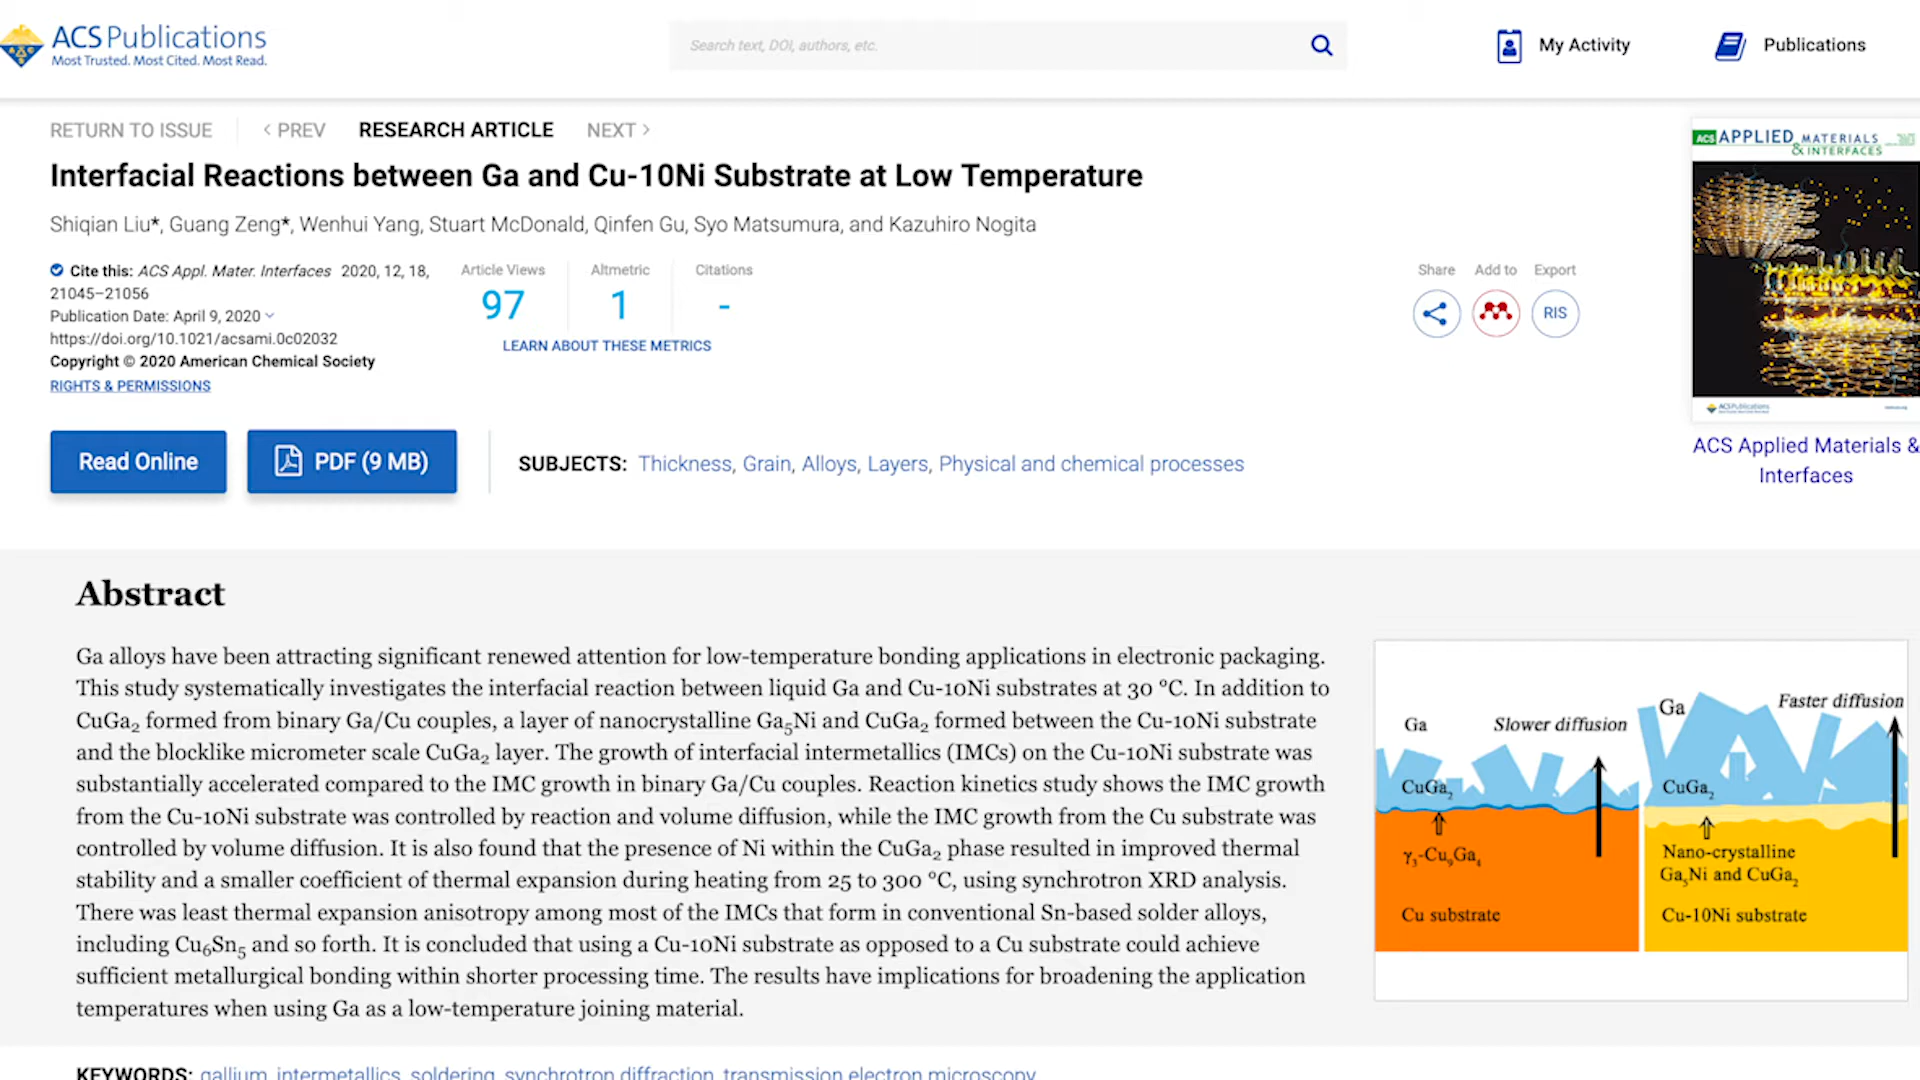 ACS Publications
Most Trusted. Most Cited. Most Read.
Search text, DOI, authors, etc.
My Activity
Publications
RETURN TO ISSUE
< PREV
RESEARCH ARTICLE
NEXT >
Interfacial Reactions between Ga and Cu-10Ni Substrate at Low Temperature
Shiqian Liu*, Guang Zeng*, Wenhui Yang, Stuart McDonald, Qinfen Gu, Syo Matsumura, and Kazuhiro Nogita
Cite this: ACS Appl. Mater. Interfaces 2020, 12, 18,
21045–21056
Publication Date: April 9, 2020
https://doi.org/10.1021/acsami.0c02032
Copyright © 2020 American Chemical Society
RIGHTS & PERMISSIONS
Article Views
97
Altmetric
1
Citations
-
LEARN ABOUT THESE METRICS
Share
Add to
Export
RIS
ACS APPLIED MATERIALS
& INTERFACES
ACS Publications
ACS Applied Materials &
Interfaces
Read Online
PDF (9 MB)
SUBJECTS: Thickness, Grain, Alloys, Layers, Physical and chemical processes
Abstract
Ga alloys have been attracting significant renewed attention for low-temperature bonding applications in electronic packaging.
This study systematically investigates the interfacial reaction between liquid Ga and Cu-10Ni substrates at 30 °C. In addition to
CuGa₂ formed from binary Ga/Cu couples, a layer of nanocrystalline Ga₅Ni and CuGa₂ formed between the Cu-10Ni substrate
and the blocklike micrometer scale CuGa₂ layer. The growth of interfacial intermetallics (IMCs) on the Cu-10Ni substrate was
substantially accelerated compared to the IMC growth in binary Ga/Cu couples. Reaction kinetics study shows the IMC growth
from the Cu-10Ni substrate was controlled by reaction and volume diffusion, while the IMC growth from the Cu substrate was
controlled by volume diffusion. It is also found that the presence of Ni within the CuGa₂ phase resulted in improved thermal
stability and a smaller coefficient of thermal expansion during heating from 25 to 300 °C, using synchrotron XRD analysis.
There was least thermal expansion anisotropy among most of the IMCs that form in conventional Sn-based solder alloys,
including Cu₆Sn₅ and so forth. It is concluded that using a Cu-10Ni substrate as opposed to a Cu substrate could achieve
sufficient metallurgical bonding within shorter processing time. The results have implications for broadening the application
temperatures when using Ga as a low-temperature joining material.
Ga
Slower diffusion
CuGa₂
γ₃-Cu₉Ga₄
Cu substrate
Ga
Faster diffusion
CuGa₂
Nano-crystalline
Ga₅Ni and CuGa₂
Cu-10Ni substrate
KEYWORDS: gallium, intermetallics, soldering, synchrotron diffraction, transmission electron microscopy